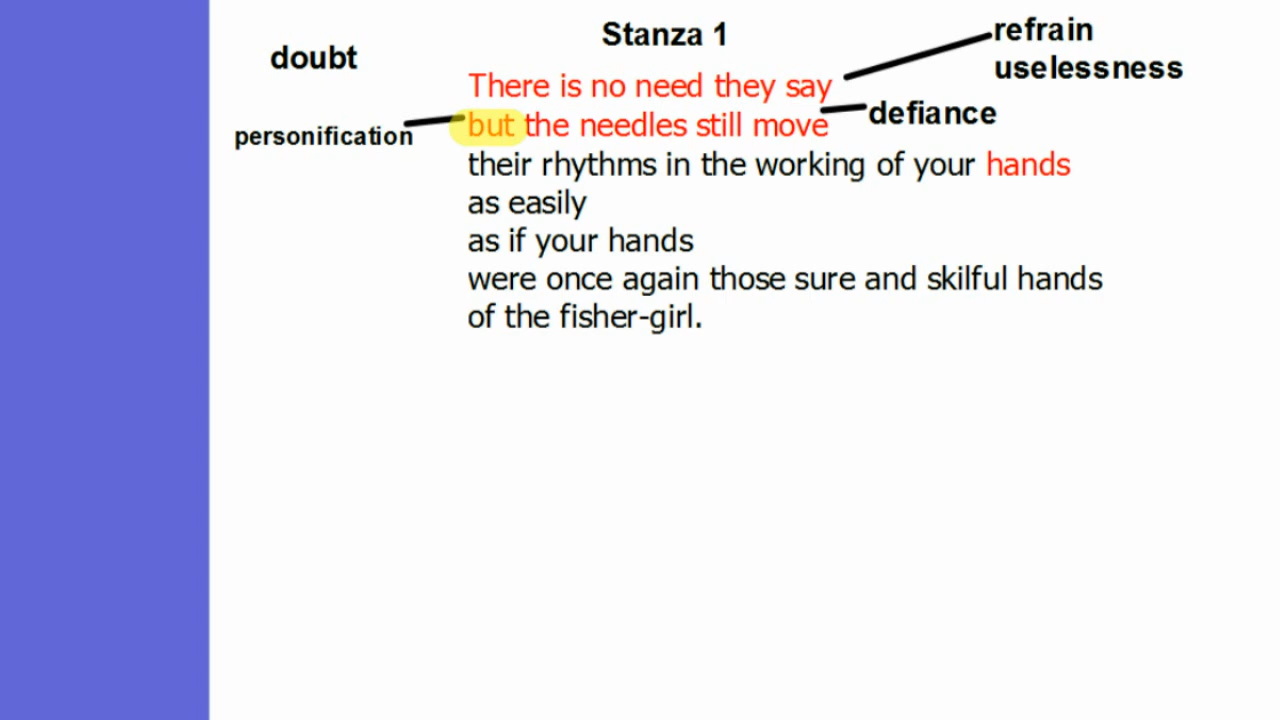 Stanza 1
refrain
uselessness
doubt
There is no need they say
defiance
personification
but the needles still move
their rhythms in the working of your hands
as easily
as if your hands
were once again those sure and skilful hands
of the fisher-girl.